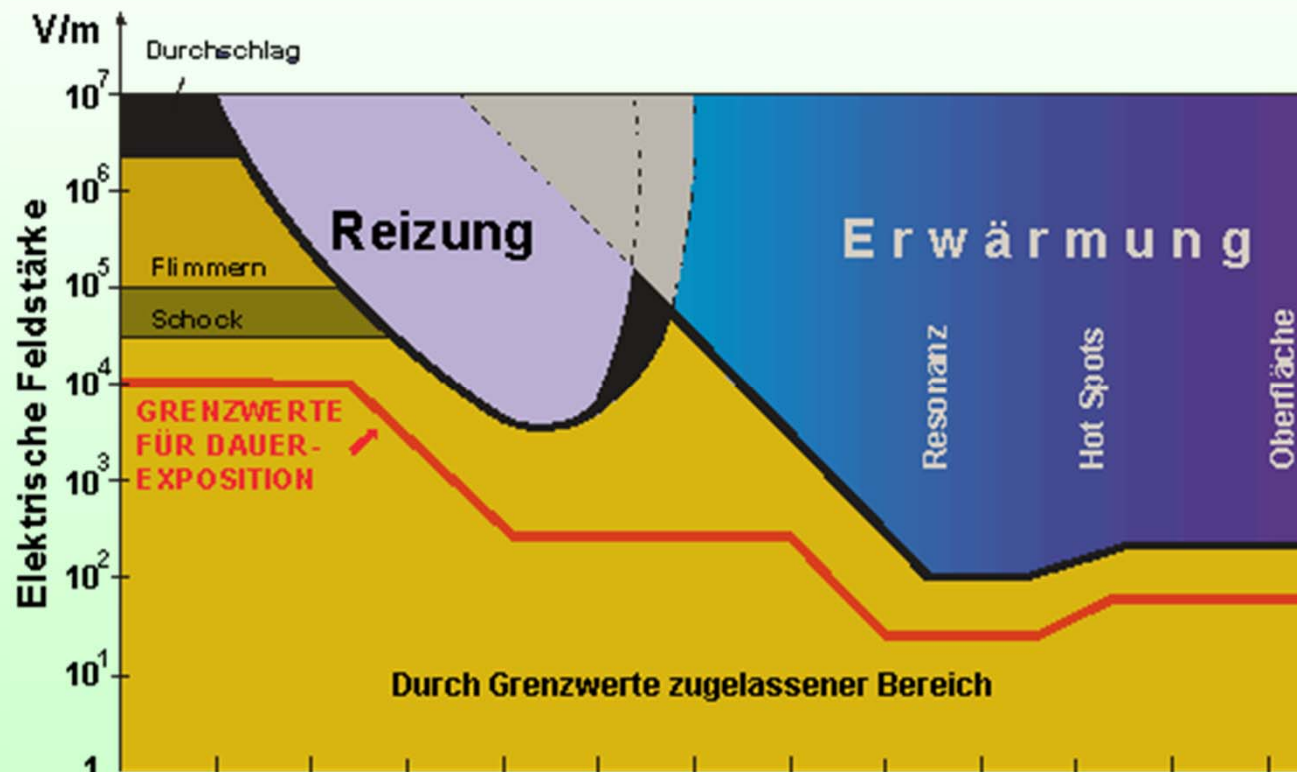 V/m
Durchschlag
10⁷
10⁶
Reizung
Erwärmung
Flimmern
10⁵
Schock
10⁴
GRENZWERTE
FÜR DAUER-
EXPOSITION
10³
10²
10¹
1
Elektrische Feldstärke
Resonanz
Hot Spots
Oberfläche
Durch Grenzwerte zugelassener Bereich